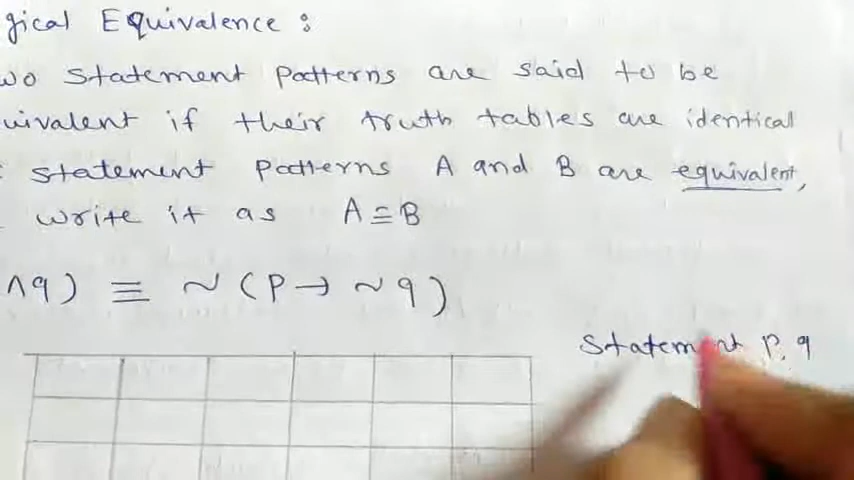 gical Equivalence :
wo statement patterns are said to be
uivalent if their truth tables are identical
: statement patterns A and B are equivalent,
write it as A ≡ B
∧q) ≡ ~(p → ~q)
Statement p, q